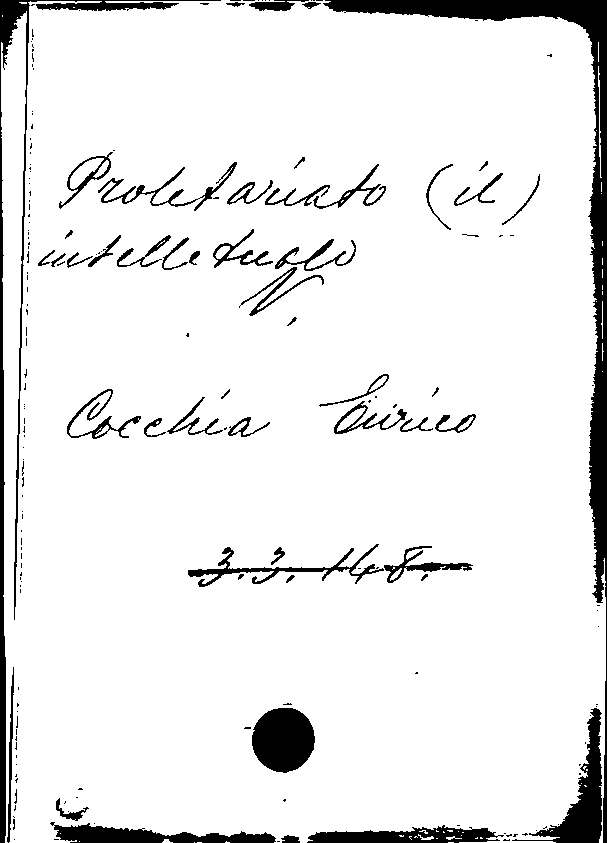 Proletariato (il)
intellettuale
V.
Cocchia Enrico
3.3.148.